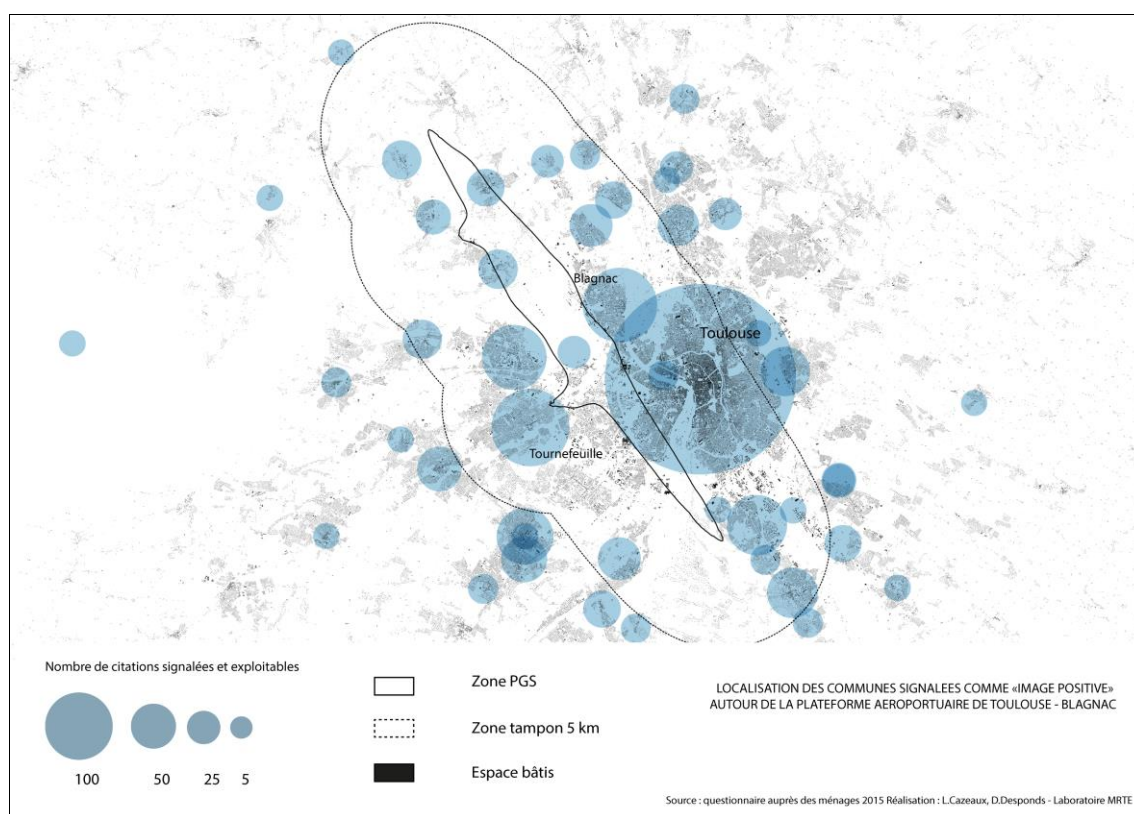 Blagnac
Toulouse
Tournefeuille
Nombre de citations signalées et exploitables
100 50 25 5
Zone PGS
Zone tampon 5 km
Espace bâtis
LOCALISATION DES COMMUNES SIGNALEES COMME «IMAGE POSITIVE»
AUTOUR DE LA PLATEFORME AEROPORTUAIRE DE TOULOUSE - BLAGNAC
Source : questionnaire auprès des ménages 2015 Réalisation : L.Cazeaux, D.Desponds - Laboratoire MRTE